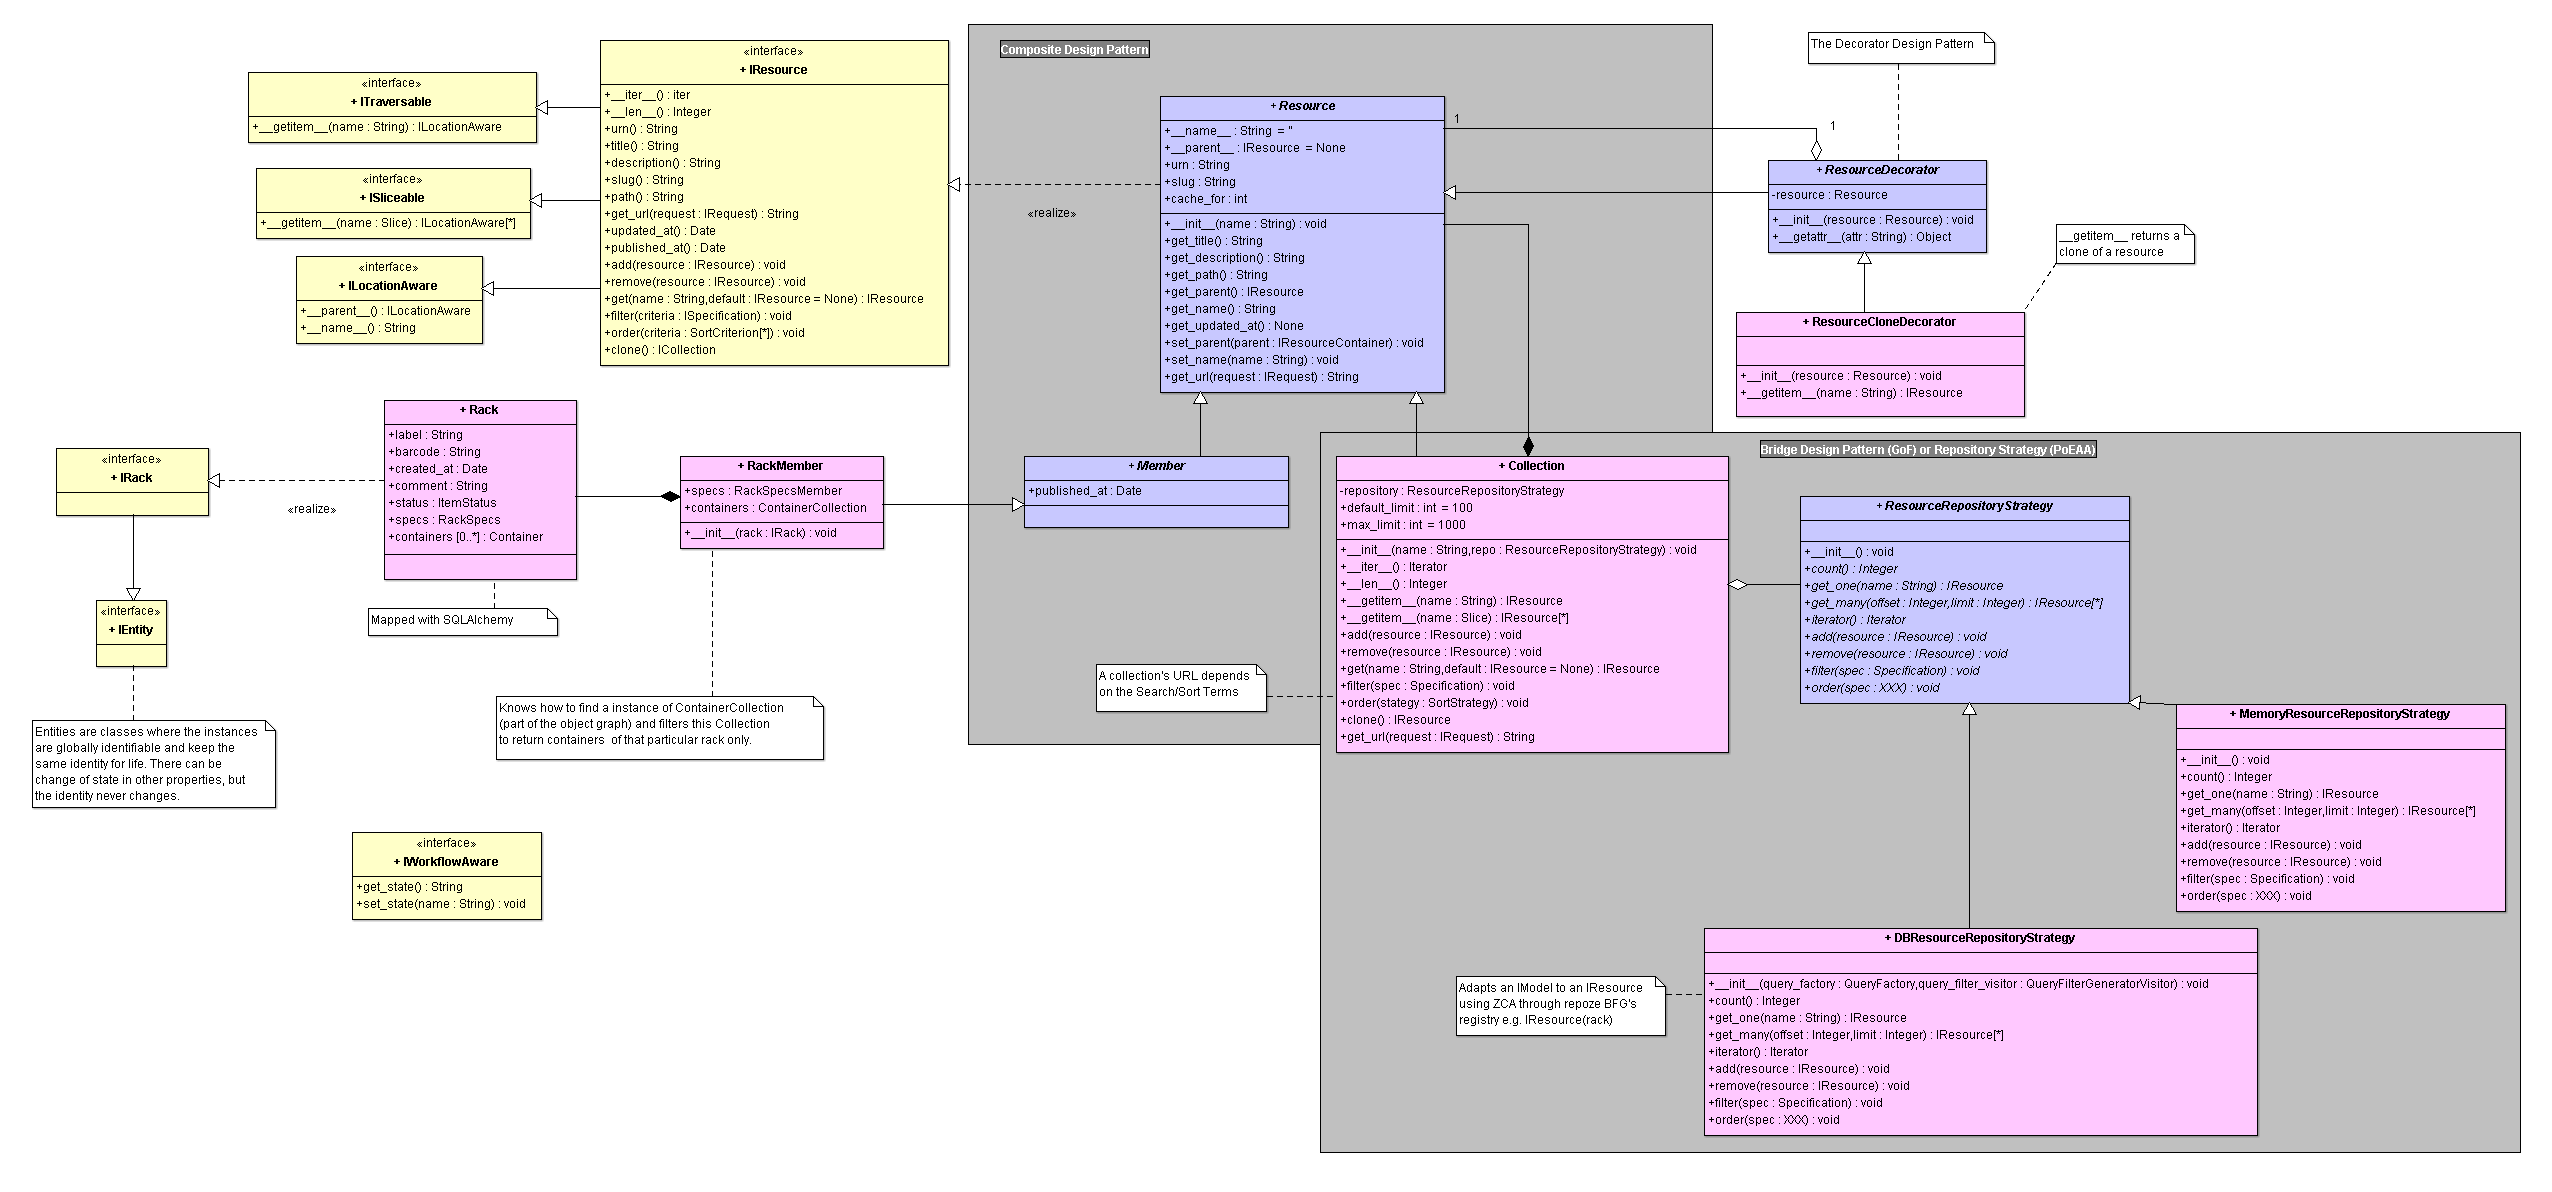 Composite Design Pattern
The Decorator Design Pattern
«interface»
+ IResource
+__iter__() : iter
+__len__() : Integer
+urn() : String
+title() : String
+description() : String
+slug() : String
+path() : String
+get_url(request : IRequest) : String
+updated_at() : Date
+published_at() : Date
+add(resource : IResource) : void
+remove(resource : IResource) : void
+get(name : String,default : IResource = None) : IResource
+filter(criteria : ISpecification) : void
+order(criteria : SortCriterion[*]) : void
+clone() : ICollection
«interface»
+ ITraversable
+__getitem__(name : String) : ILocationAware
«interface»
+ ISliceable
+__getitem__(name : Slice) : ILocationAware[*]
«interface»
+ ILocationAware
+__parent__() : ILocationAware
+__name__() : String
«realize»
+ Resource
+__name__ : String = ''
+__parent__ : IResource = None
+urn : String
+slug : String
+cache_for : int
+__init__(name : String) : void
+get_title() : String
+get_description() : String
+get_path() : String
+get_parent() : IResource
+get_name() : String
+get_updated_at() : None
+set_parent(parent : IResourceContainer) : void
+set_name(name : String) : void
+get_url(request : IRequest) : String
1
1
+ ResourceDecorator
-resource : Resource
+__init__(resource : Resource) : void
+__getattr__(attr : String) : Object
__getitem__ returns a
clone of a resource
+ ResourceCloneDecorator
+__init__(resource : Resource) : void
+__getitem__(name : String) : IResource
+ Rack
+label : String
+barcode : String
+created_at : Date
+comment : String
+status : ItemStatus
+specs : RackSpecs
+containers [0..*] : Container
«interface»
+ IRack
«realize»
+ RackMember
+specs : RackSpecsMember
+containers : ContainerCollection
+__init__(rack : IRack) : void
+ Member
+published_at : Date
Bridge Design Pattern (GoF) or Repository Strategy (PoEAA)
+ Collection
-repository : ResourceRepositoryStrategy
+default_limit : int = 100
+max_limit : int = 1000
+__init__(name : String,repo : ResourceRepositoryStrategy) : void
+__iter__() : Iterator
+__len__() : Integer
+__getitem__(name : String) : IResource
+__getitem__(name : Slice) : IResource[*]
+add(resource : IResource) : void
+remove(resource : IResource) : void
+get(name : String,default : IResource = None) : IResource
+filter(spec : Specification) : void
+order(stategy : SortStrategy) : void
+clone() : IResource
+get_url(request : IRequest) : String
+ ResourceRepositoryStrategy
+__init__() : void
+count() : Integer
+get_one(name : String) : IResource
+get_many(offset : Integer,limit : Integer) : IResource[*]
+iterator() : Iterator
+add(resource : IResource) : void
+remove(resource : IResource) : void
+filter(spec : Specification) : void
+order(spec : XXX) : void
«interface»
+ IEntity
Mapped with SQLAlchemy
A collection's URL depends
on the Search/Sort Terms
Knows how to find a instance of ContainerCollection
(part of the object graph) and filters this Collection
to return containers of that particular rack only.
Entities are classes where the instances
are globally identifiable and keep the
same identity for life. There can be
change of state in other properties, but
the identity never changes.
+ MemoryResourceRepositoryStrategy
+__init__() : void
+count() : Integer
+get_one(name : String) : IResource
+get_many(offset : Integer,limit : Integer) : IResource[*]
+iterator() : Iterator
+add(resource : IResource) : void
+remove(resource : IResource) : void
+filter(spec : Specification) : void
+order(spec : XXX) : void
«interface»
+ IWorkflowAware
+get_state() : String
+set_state(name : String) : void
+ DBResourceRepositoryStrategy
+__init__(query_factory : QueryFactory,query_filter_visitor : QueryFilterGeneratorVisitor) : void
+count() : Integer
+get_one(name : String) : IResource
+get_many(offset : Integer,limit : Integer) : IResource[*]
+iterator() : Iterator
+add(resource : IResource) : void
+remove(resource : IResource) : void
+filter(spec : Specification) : void
+order(spec : XXX) : void
Adapts an IModel to an IResource
using ZCA through repoze BFG's
registry e.g. IResource(rack)